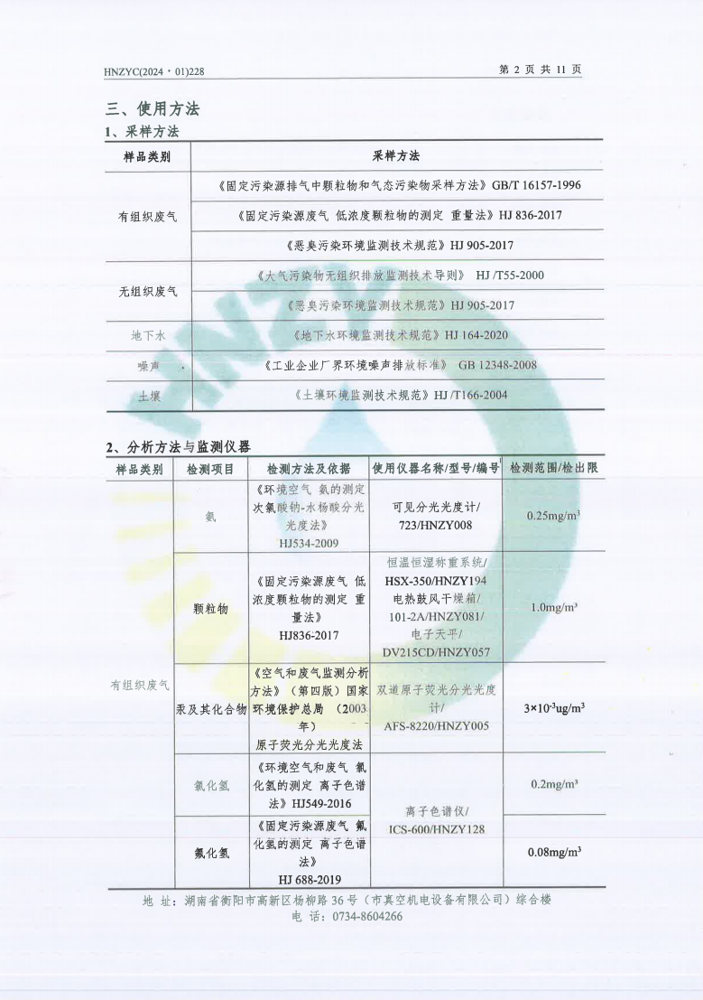 HNZYC(2024·01)228 第 2 页 共 11 页
三、使用方法
1、采样方法
样品类别 采样方法
有组织废气
《固定污染源排气中颗粒物和气态污染物采样方法》GB/T 16157-1996
《固定污染源废气 低浓度颗粒物的测定 重量法》HJ 836-2017
《恶臭污染环境监测技术规范》HJ 905-2017
无组织废气
《大气污染物无组织排放监测技术导则》 HJ /T55-2000
《恶臭污染环境监测技术规范》HJ 905-2017
地下水 《地下水环境监测技术规范》HJ 164-2020
噪声 《工业企业厂界环境噪声排放标准》 GB 12348-2008
土壤 《土壤环境监测技术规范》HJ /T166-2004
HNZY
2、分析方法与监测仪器
样品类别 检测项目 检测方法及依据 使用仪器名称/型号/编号 检测范围/检出限
有组织废气
氨
《环境空气 氨的测定
次氯酸钠-水杨酸分光
光度法》
HJ534-2009
可见分光光度计/
723/HNZY008
0.25mg/m³
颗粒物
《固定污染源废气 低
浓度颗粒物的测定 重
量法》
HJ836-2017
恒温恒湿称重系统/
HSX-350/HNZY194
电热鼓风干燥箱/
101-2A/HNZY081/
电子天平/
DV215CD/HNZY057
1.0mg/m³
汞及其化合物
《空气和废气监测分析
方法》（第四版）国家
环境保护总局 （2003
年）
原子荧光分光光度法
双道原子荧光分光光度
计/
AFS-8220/HNZY005
3×10⁻³ug/m³
氯化氢
《环境空气和废气 氯
化氢的测定 离子色谱
法》HJ549-2016
离子色谱仪/
ICS-600/HNZY128
0.2mg/m³
氟化氢
《固定污染源废气 氟
化氢的测定 离子色谱
法》
HJ 688-2019
0.08mg/m³
地 址：湖南省衡阳市高新区杨柳路 36 号（市真空机电设备有限公司）综合楼
电 话：0734-8604266